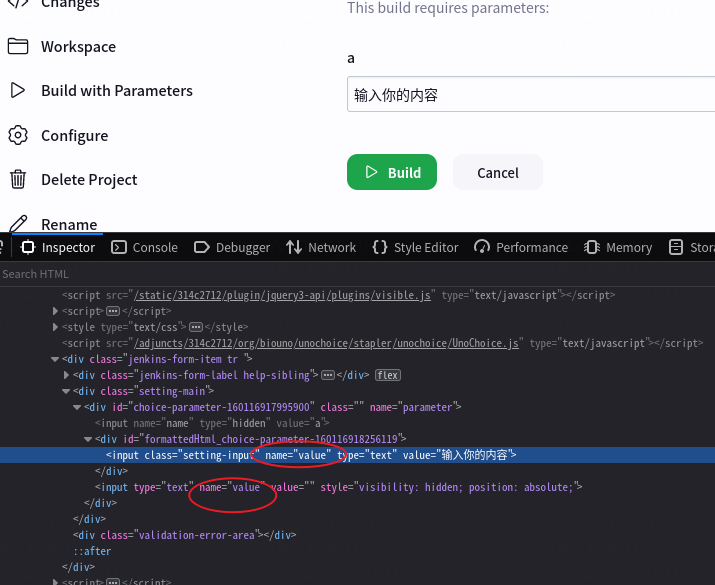 Changes
This build requires parameters:
Workspace
a
Build with Parameters
输入你的内容
Configure
Build
Cancel
Delete Project
Rename
Inspector Console Debugger Network {} Style Editor Performance Memory Stor
Search HTML
<script src="/static/314c2712/plugin/jquery3-api/plugins/visible.js" type="text/javascript"></script>
<script>⋯</script>
<style type="text/css">⋯</style>
<script src="/adjuncts/314c2712/org/biouno/unochoice/stapler/unochoice/UnoChoice.js" type="text/javascript"></script>
<div class="jenkins-form-item tr ">
<div class="jenkins-form-label help-sibling">⋯</div> flex
<div class="setting-main">
<div id="choice-parameter-160116917995900" class="" name="parameter">
<input name="name" type="hidden" value="a">
<div id="formattedHtml_choice-parameter-160116918256119">
<input class="setting-input" name="value" type="text" value="输入你的内容">
</div>
<input type="text" name="value" value="" style="visibility: hidden; position: absolute;">
</div>
</div>
<div class="validation-error-area"></div>
::after
</div>
<script>⋯</script>